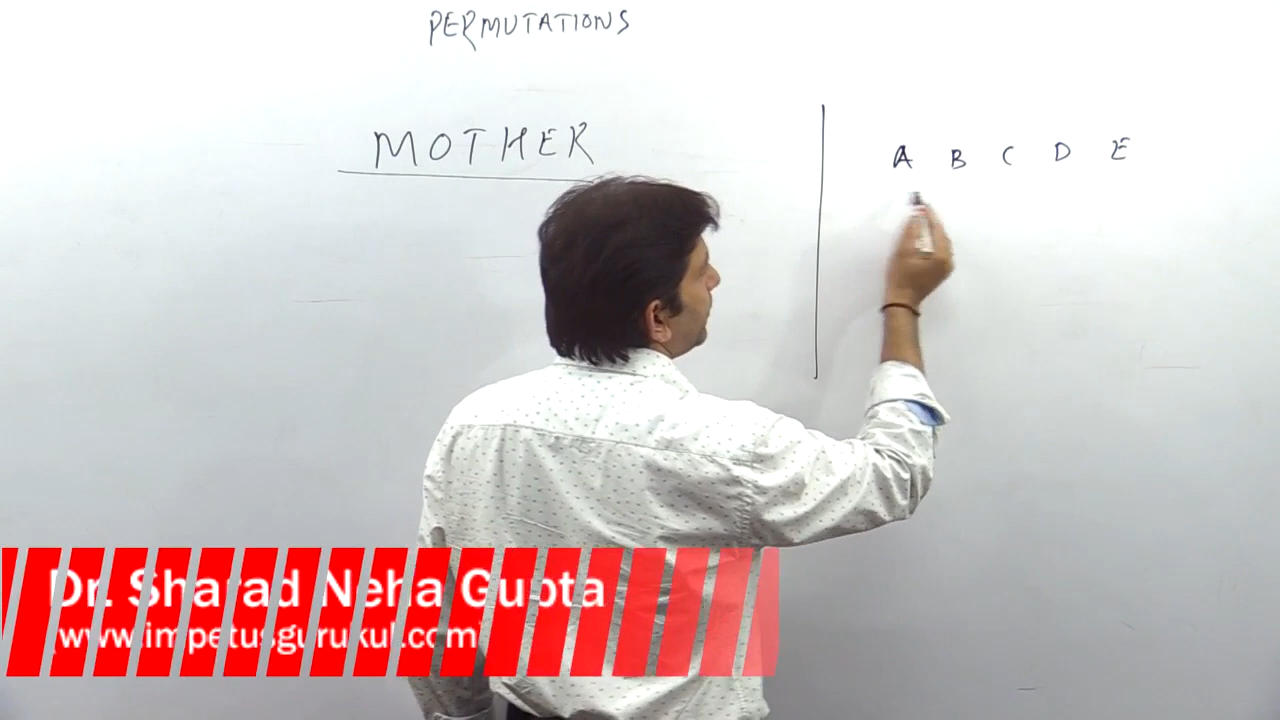 PERMUTATIONS
MOTHER
A B C D E
Dr. Sharad Neha Gupta
www.impetusgurukul.com